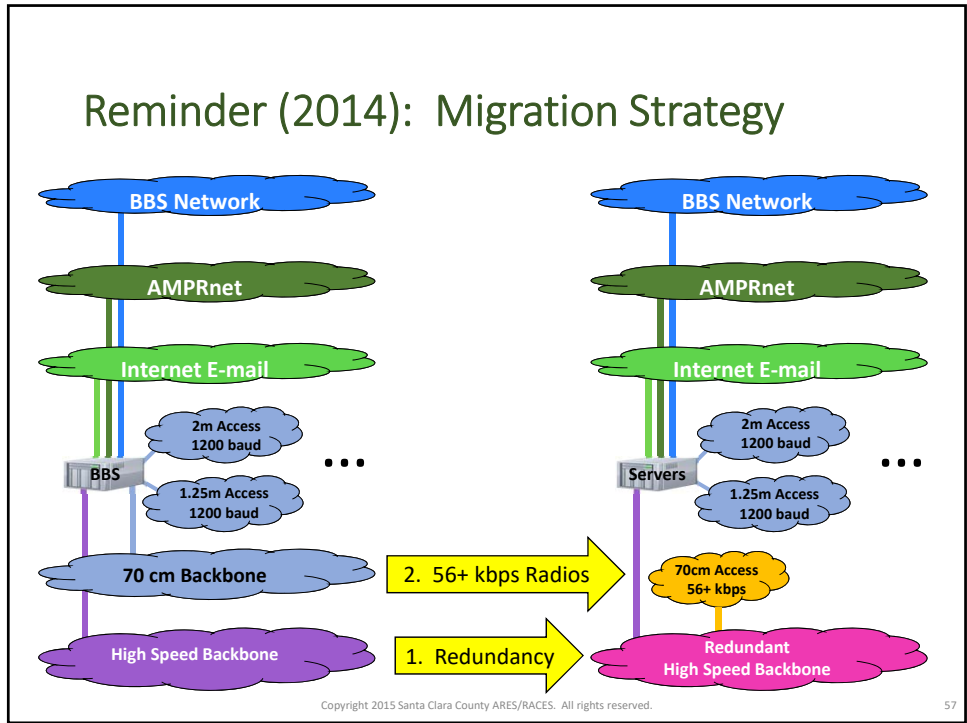 Reminder (2014): Migration Strategy
BBS Network
AMPRnet
Internet E-mail
2m Access
1200 baud
BBS
...
1.25m Access
1200 baud
70 cm Backbone
High Speed Backbone
2. 56+ kbps Radios
1. Redundancy
BBS Network
AMPRnet
Internet E-mail
2m Access
1200 baud
Servers
...
1.25m Access
1200 baud
70cm Access
56+ kbps
Redundant
High Speed Backbone
Copyright 2015 Santa Clara County ARES/RACES. All rights reserved.
57